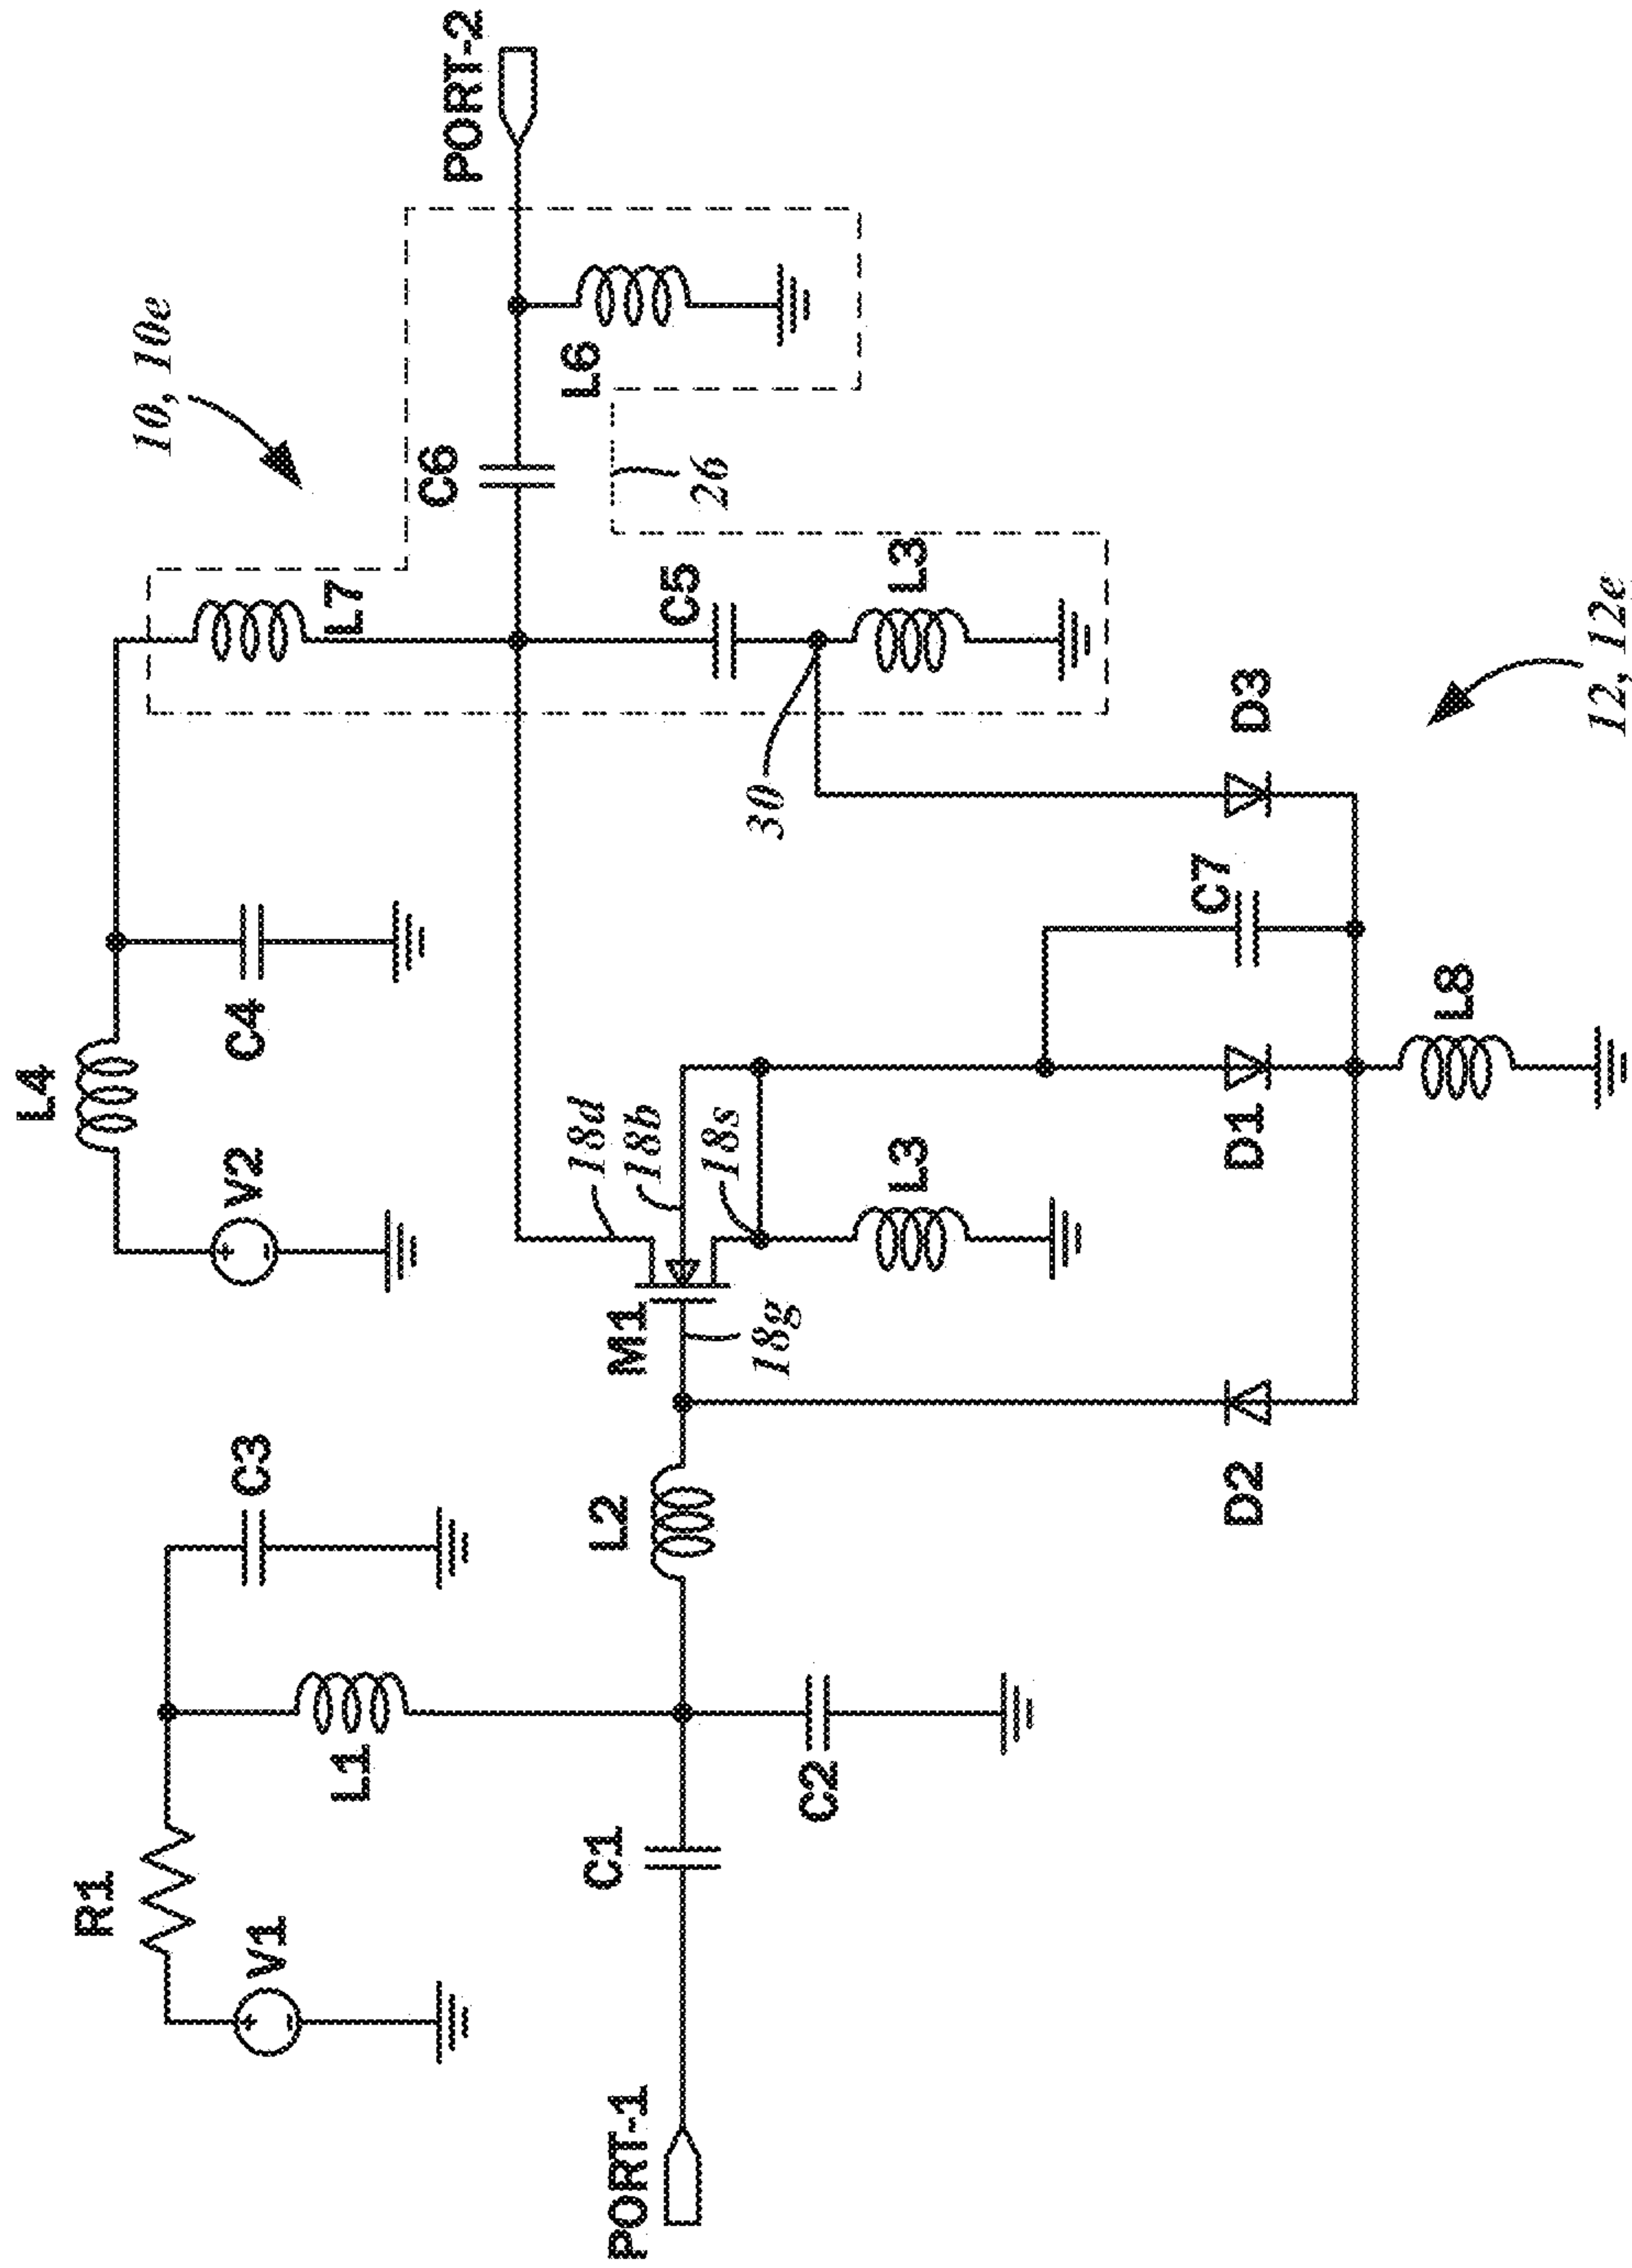 PORT-1
C1
R1
V1
L1
C2
C3
L2
M1
18g
18d
18b
18s
L3
D2
D1
C7
L8
V2
L4
C4
30
D3
12, 12e
L7
C5
L3
26
C6
10, 10e
L6
PORT-2